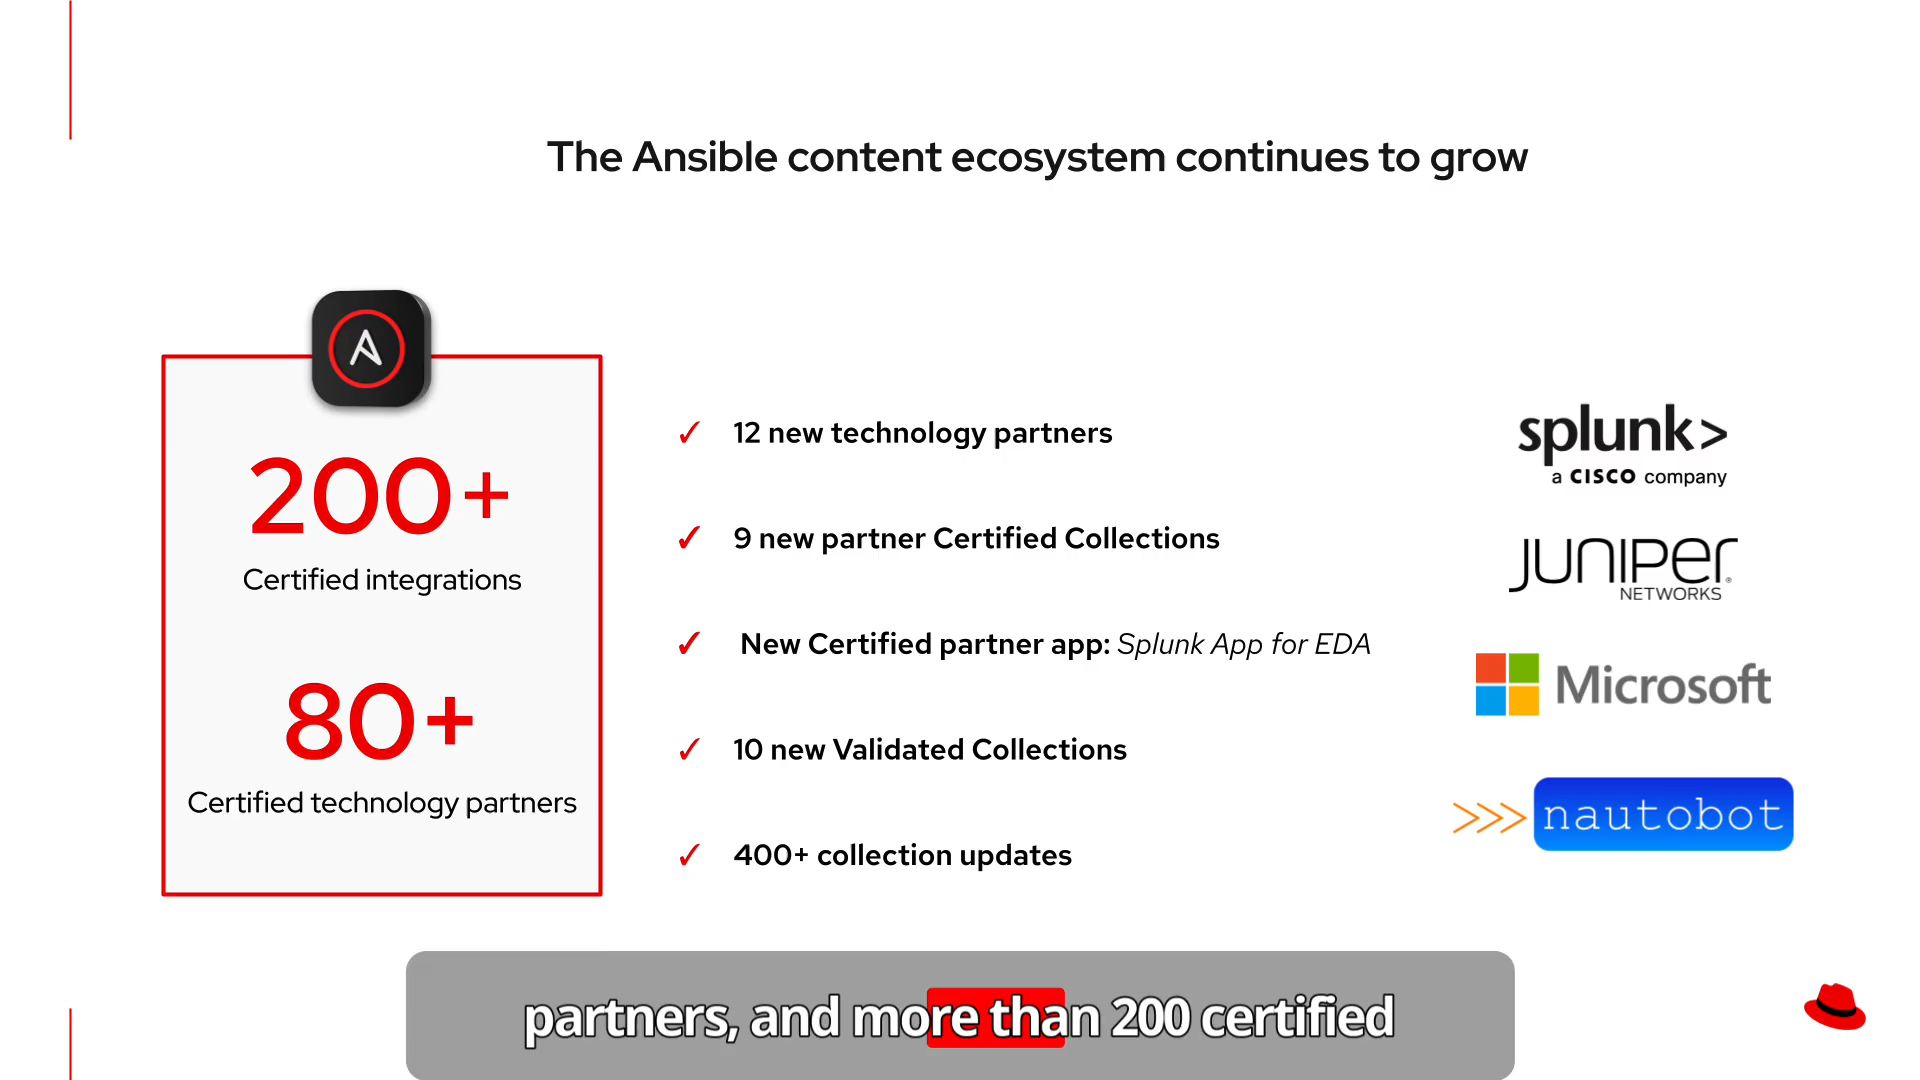 The Ansible content ecosystem continues to grow
200+
Certified integrations
80+
Certified technology partners
✓ 12 new technology partners
✓ 9 new partner Certified Collections
✓ New Certified partner app: Splunk App for EDA
✓ 10 new Validated Collections
✓ 400+ collection updates
splunk>
a CISCO company
JUNIPER
NETWORKS
Microsoft
>>> nautobot
partners, and more than 200 certified